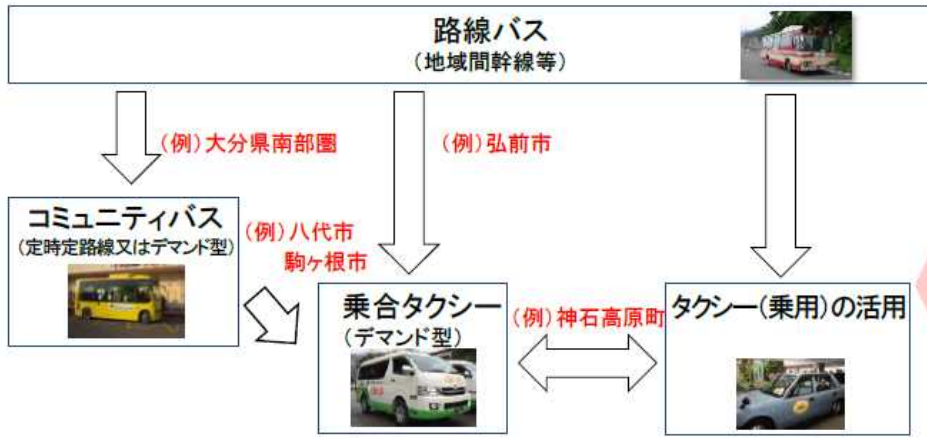 路線バス
(地域間幹線等)
(例)大分県南部圏
(例)弘前市
コミュニティバス
(定時定路線又はデマンド型)
(例)八代市
駒ヶ根市
乗合タクシー
(デマンド型)
(例)神石高原町
タクシー(乗用)の活用